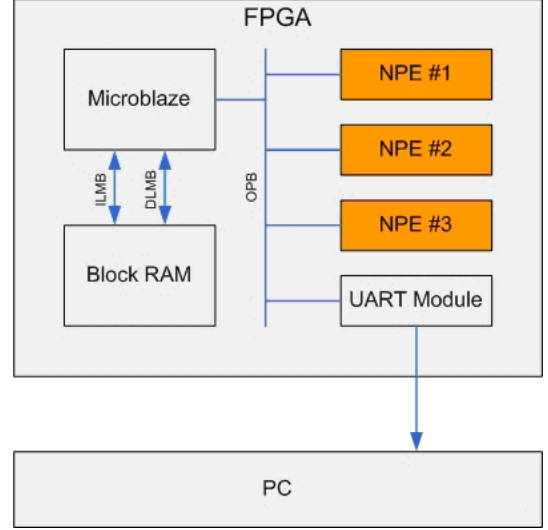 FPGA
Microblaze
NPE #1
NPE #2
ILMB
DLMB
OPB
NPE #3
Block RAM
UART Module
PC